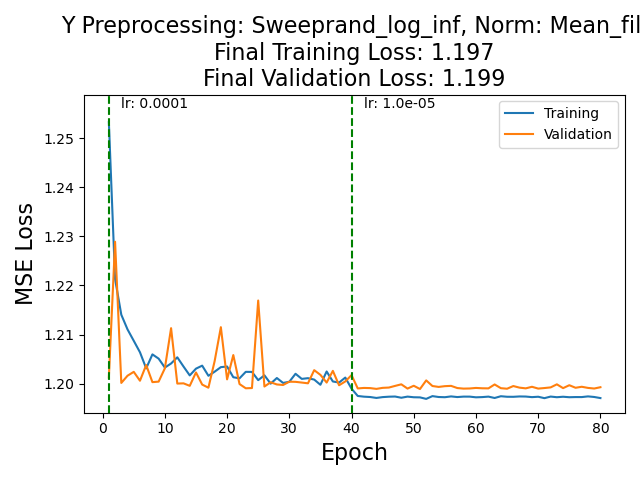 Y Preprocessing: Sweeprand_log_inf, Norm: Mean_fil
Final Training Loss: 1.197
Final Validation Loss: 1.199
lr: 0.0001
lr: 1.0e-05
Training
Validation
1.25
1.24
1.23
1.22
1.21
1.20
MSE Loss
0 10 20 30 40 50 60 70 80
Epoch